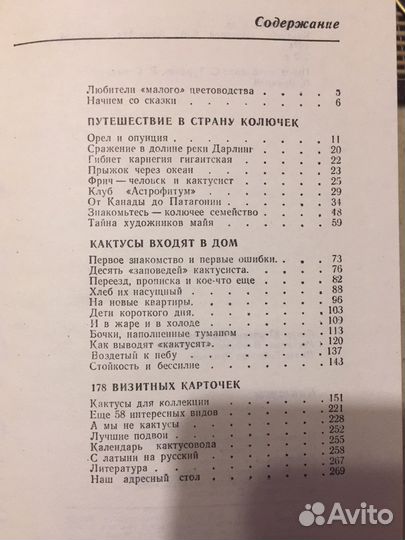 Содержание
Любители «малого» цветоводства . . . . . 5
Начнем со сказки . . . . . . . . 6
ПУТЕШЕСТВИЕ В СТРАНУ КОЛЮЧЕК
Орел и опунция . . . . . . . . 11
Сражение в долине реки Дарлинг . . . . . 20
Гибнет карнегия гигантская . . . . . . 22
Прыжок через океан . . . . . . . 23
Фрич — человек и кактусист . . . . . . 25
Клуб «Астрофитум» . . . . . . . 29
От Канады до Патагонии . . . . . . 34
Знакомьтесь — колючее семейство . . . . . 48
Тайна художников майя . . . . . . 59
КАКТУСЫ ВХОДЯТ В ДОМ
Первое знакомство и первые ошибки. . . . . 73
Десять «заповедей» кактусиста. . . . . . 76
Переезд, прописка и кое-что еще . . . . . 82
Хлеб их насущный . . . . . . . 88
На новые квартиры. . . . . . . . 96
Дети короткого дня. . . . . . . . 103
И в жаре и в холоде . . . . . . . 109
Бочки, наполненные туманом . . . . . 113
Как выводят «кактусят». . . . . . . 120
Воздетый к небу . . . . . . . . 137
Стойкость и бессилие . . . . . . . 143
178 ВИЗИТНЫХ КАРТОЧЕК
Кактусы для коллекции . . . . . . 151
Еще 58 интересных видов . . . . . . 221
А мы не кактусы . . . . . . . . 228
Лучшие подвои . . . . . . . . 252
Календарь кактусовода . . . . . . 255
С латыни на русский . . . . . . . 258
Литература . . . . . . . . . 267
Наш адресный стол . . . . . . . 269
Avito